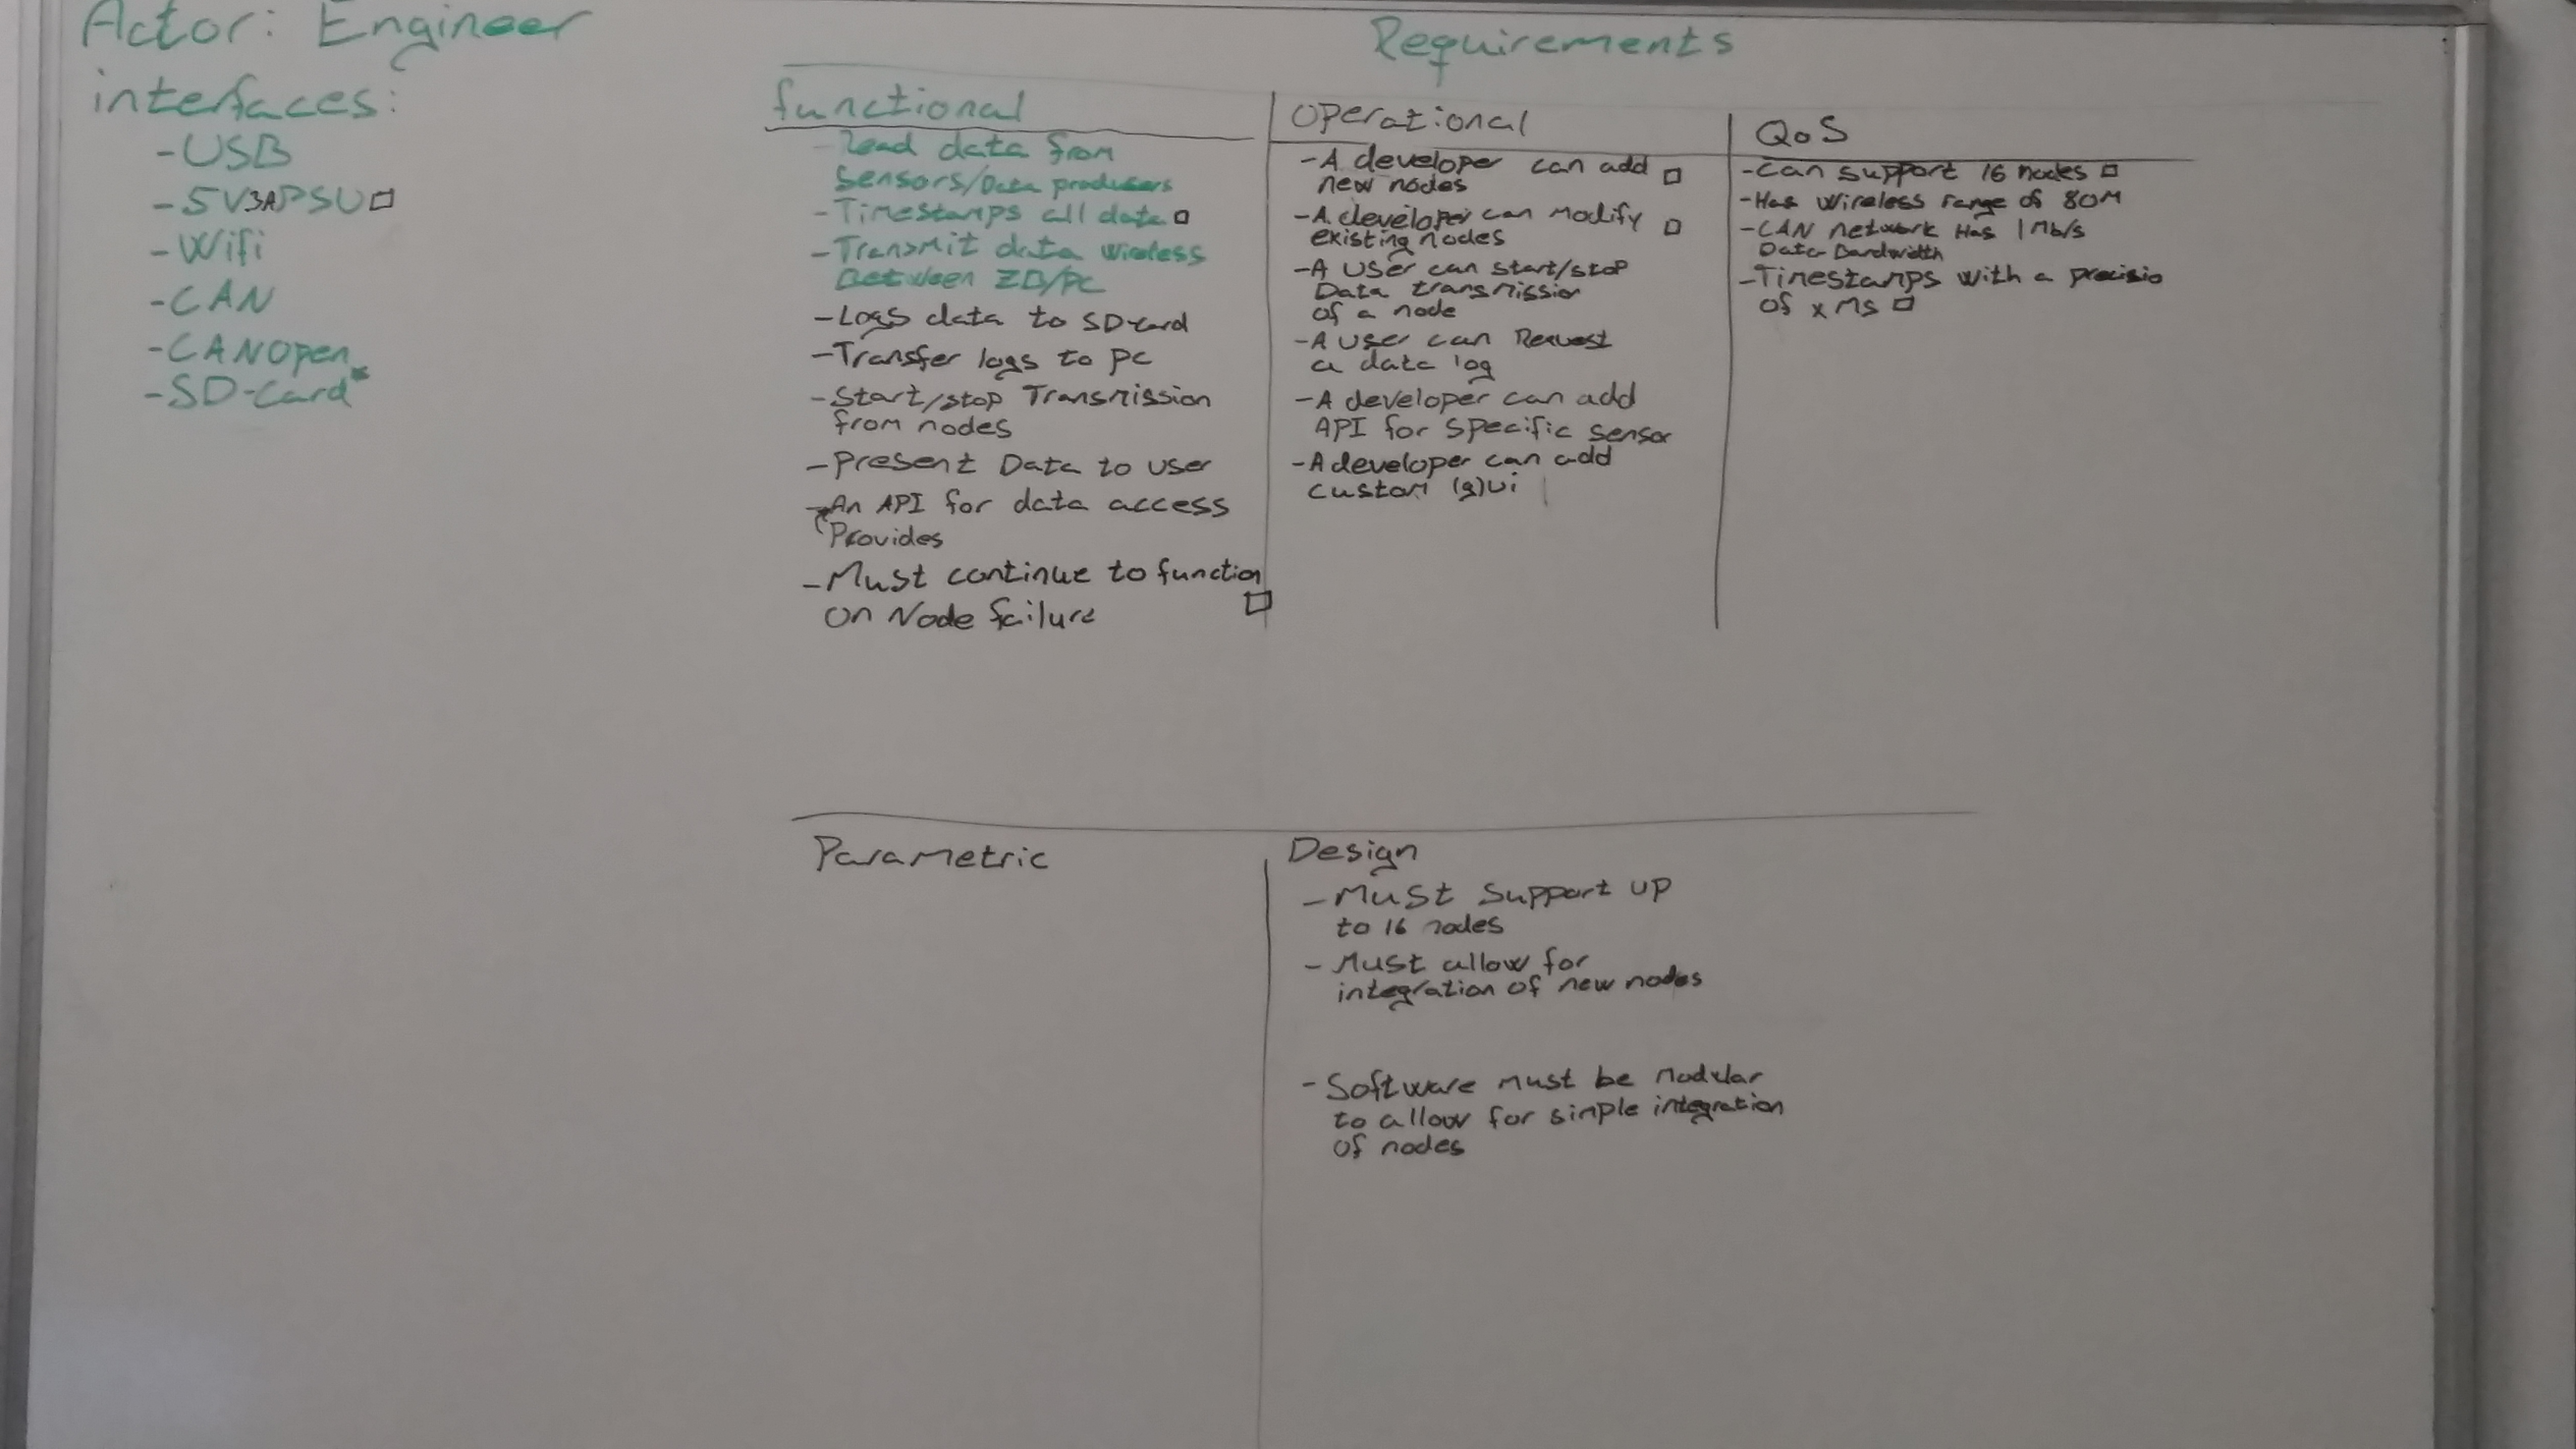 Actor: Engineer
interfaces:
-USB
-5V3APSU
-Wifi
-CAN
-CANOpen
-SD-Card*
Requirements
functional
-Read data from
Sensors/Data producers
-Timestamps all data
-Transmit data wireless
Between ZB/PC
-Logs data to SD-Card
-Transfer logs to pc
-Start/stop Transmission
from nodes
-Present Data to user
-An API for data access
Provides
-Must continue to function
on Node failure
Operational
-A developer can add
new nodes
-A developer can modify
existing nodes
-A user can start/stop
Data transmission
of a node
-A user can Request
a data log
-A developer can add
API for specific sensor
-A developer can add
custom (g)ui
QoS
-Can support 16 nodes
-Has wireless range of 80M
-CAN network Has 1Mb/s
Data Bandwidth
-Timestamps with a precisio
of x Ms
Parametric
Design
-Must support up
to 16 nodes
-Must allow for
integration of new nodes
-Software must be modular
to allow for simple integration
of nodes